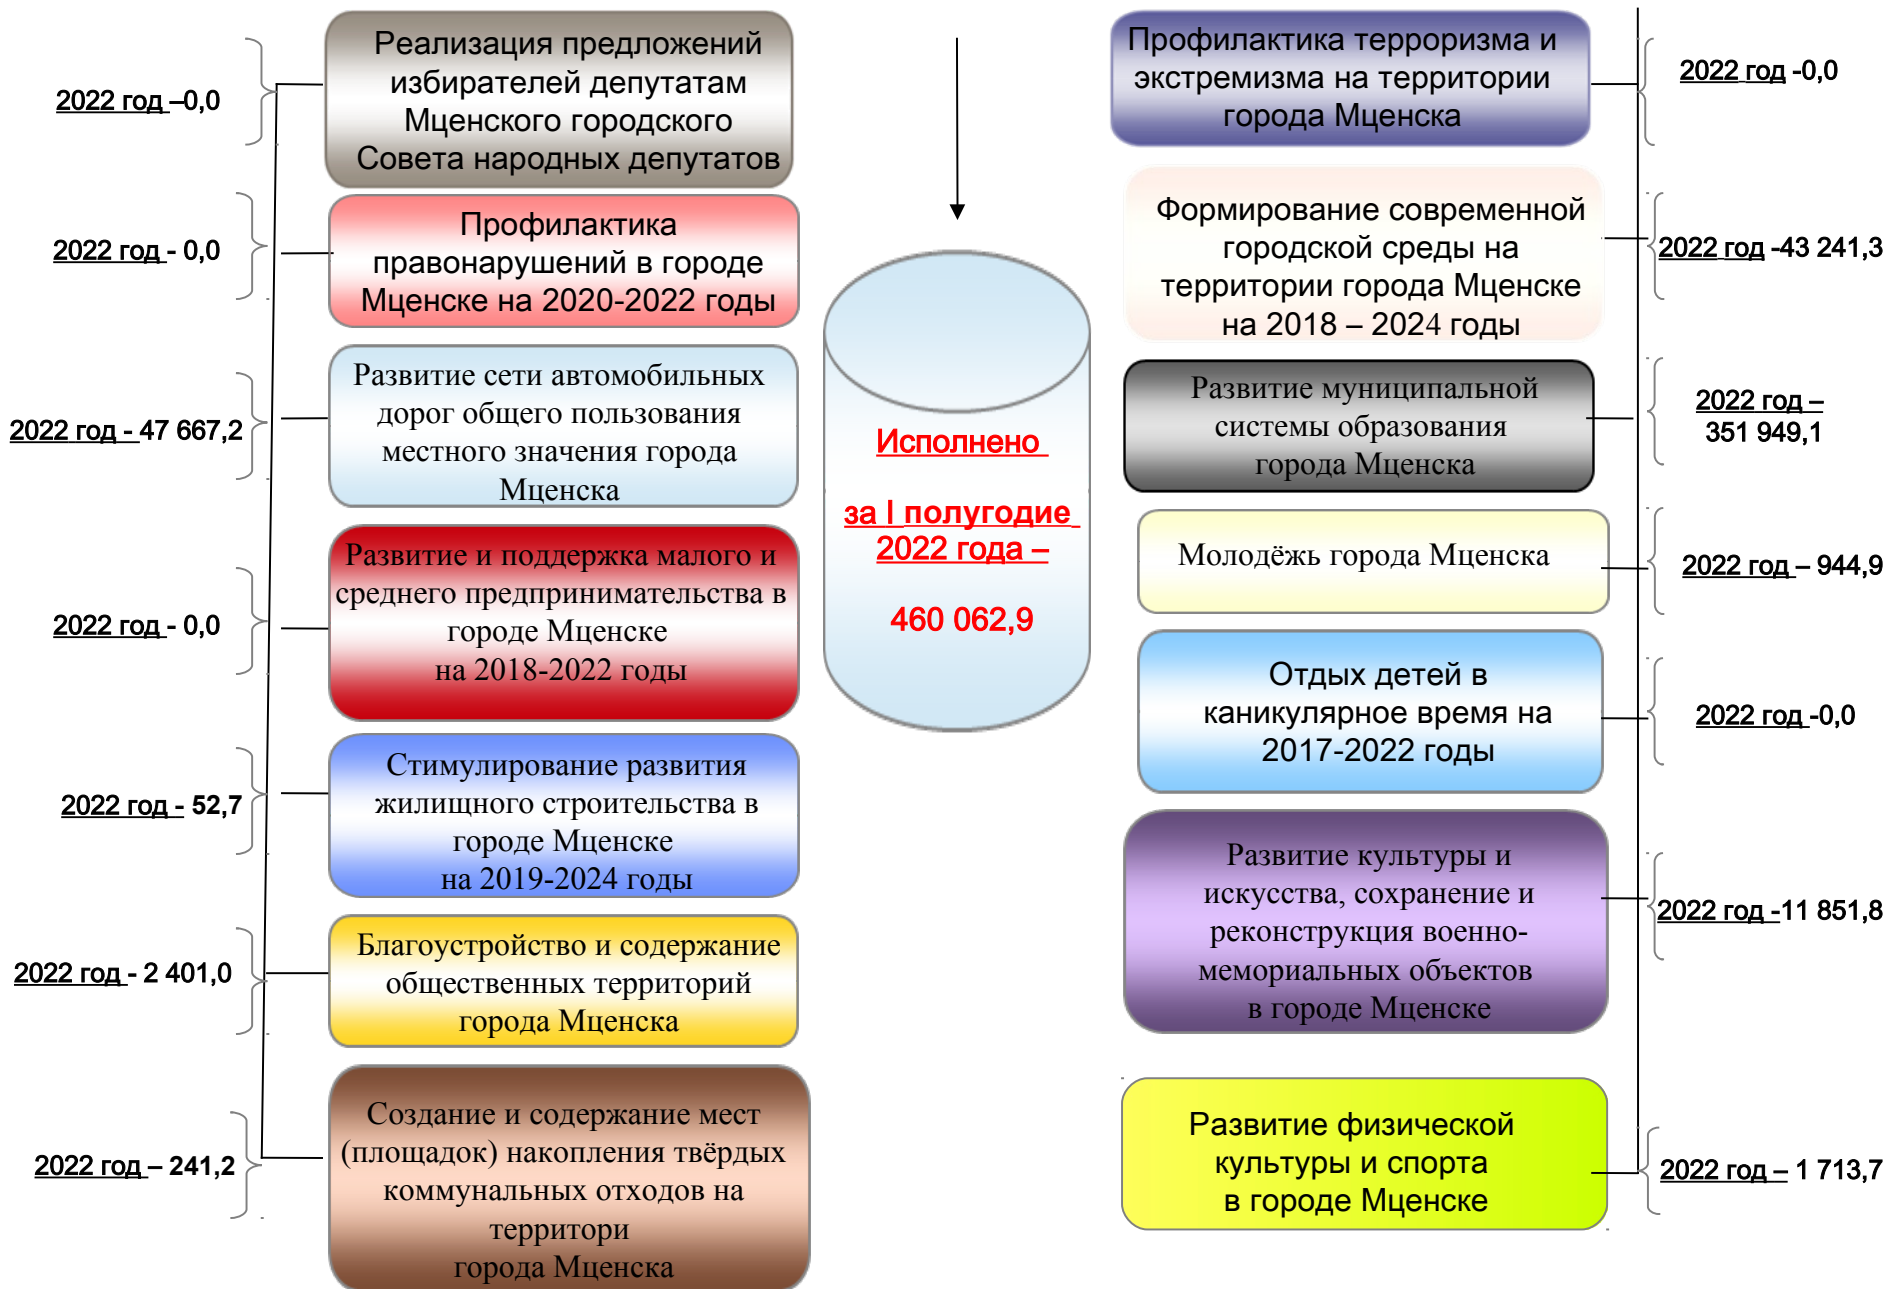 2022 год –0,0
Реализация предложений
избирателей депутатам
Мценского городского
Совета народных депутатов
2022 год - 0,0
Профилактика
правонарушений в городе
Мценске на 2020-2022 годы
2022 год - 47 667,2
Развитие сети автомобильных
дорог общего пользования
местного значения города
Мценска
2022 год - 0,0
Развитие и поддержка малого и
среднего предпринимательства в
городе Мценске
на 2018-2022 годы
2022 год - 52,7
Стимулирование развития
жилищного строительства в
городе Мценске
на 2019-2024 годы
2022 год - 2 401,0
Благоустройство и содержание
общественных территорий
города Мценска
2022 год – 241,2
Создание и содержание мест
(площадок) накопления твёрдых
коммунальных отходов на
территори
города Мценска
Исполнено
за I полугодие
2022 года –
460 062,9
Профилактика терроризма и
экстремизма на территории
города Мценска
2022 год -0,0
Формирование современной
городской среды на
территории города Мценске
на 2018 – 2024 годы
2022 год -43 241,3
Развитие муниципальной
системы образования
города Мценска
2022 год –
351 949,1
Молодёжь города Мценска
2022 год – 944,9
Отдых детей в
каникулярное время на
2017-2022 годы
2022 год -0,0
Развитие культуры и
искусства, сохранение и
реконструкция военно-
мемориальных объектов
в городе Мценске
2022 год -11 851,8
Развитие физической
культуры и спорта
в городе Мценске
2022 год – 1 713,7